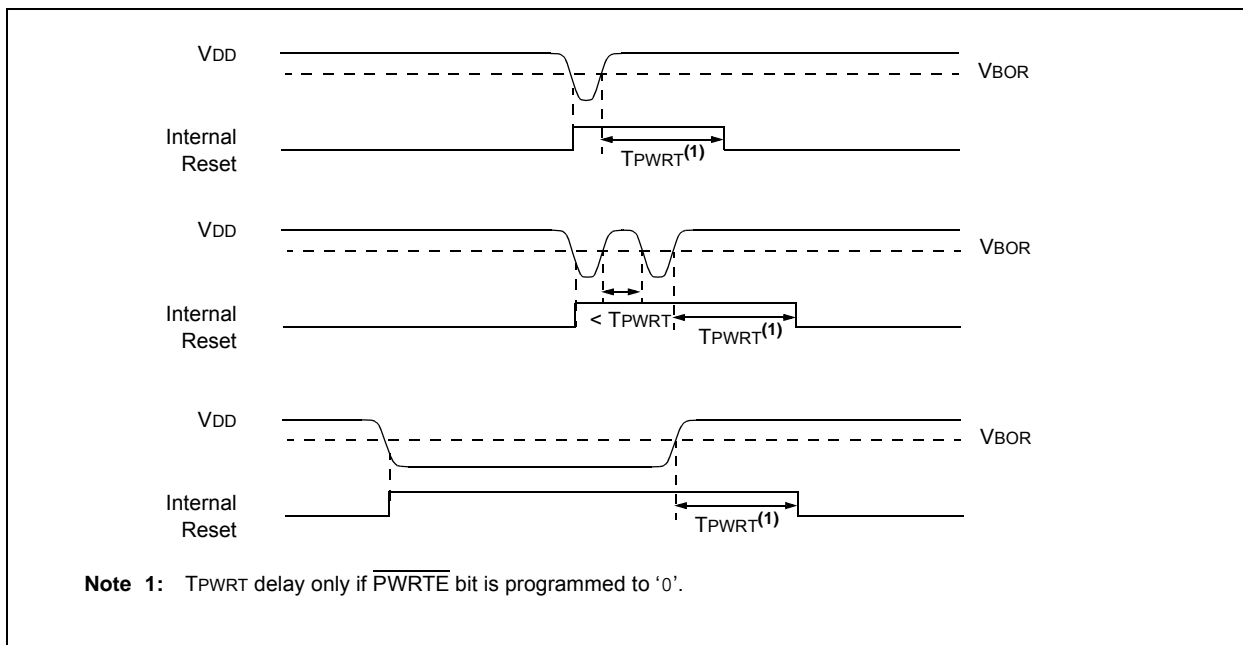 VDD
VBOR
Internal
Reset
TPWRT(1)
VDD
VBOR
Internal
Reset
< TPWRT
TPWRT(1)
VDD
VBOR
Internal
Reset
TPWRT(1)
Note 1: TPWRT delay only if PWRTE bit is programmed to ‘0’.